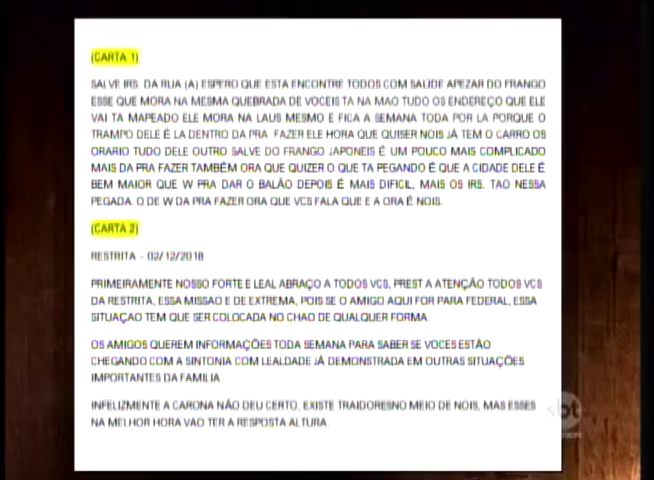 (CARTA 1)
SALVE IRS. DA RUA (A) ESPERO QUE ESTA ENCONTRE TODOS COM SAÚDE APEZAR DO FRANGO
ESSE QUE MORA NA MESMA QUEBRADA DE VOCEIS TA NA MAO TUDO OS ENDEREÇO QUE ELE
VAI TA MAPEADO ELE MORA NA LAUS MESMO E FICA A SEMANA TODA POR LA PORQUE O
TRAMPO DELE É LA DENTRO DA PRA FAZER ELE HORA QUE QUISER NOIS JÁ TEM O CARRO OS
ORARIO TUDO DELE OUTRO SALVE DO FRANGO JAPONEIS É UM POUCO MAIS COMPLICADO
MAIS DA PRA FAZER TAMBÉM ORA QUE QUIZER O QUE TA PEGANDO É QUE A CIDADE DELE É
BEM MAIOR QUE W PRA DAR O BALÃO DEPOIS É MAIS DIFICIL, MAIS OS IRS. TAO NESSA
PEGADA. O DE W DA PRA FAZER ORA QUE VCS FALA QUE E A ORA É NOIS.
(CARTA 2)
RESTRITA - 02/12/2018
PRIMEIRAMENTE NOSSO FORTE E LEAL ABRAÇO A TODOS VCS, PREST A ATENÇÃO TODOS VCS
DA RESTRITA, ESSA MISSAO E DE EXTREMA, POIS SE O AMIGO AQUI FOR PARA FEDERAL, ESSA
SITUAÇAO TEM QUE SER COLOCADA NO CHAO DE QUALQUER FORMA.
OS AMIGOS QUEREM INFORMAÇÕES TODA SEMANA PARA SABER SE VOCES ESTÃO
CHEGANDO COM A SINTONIA COM LEALDADE JÁ DEMONSTRADA EM OUTRAS SITUAÇÕES
IMPORTANTES DA FAMILIA
INFELIZMENTE A CARONA NÃO DEU CERTO, EXISTE TRAIDORESNO MEIO DE NOIS, MAS ESSES
NA MELHOR HORA VAO TER A RESPOSTA ALTURA.
sbt